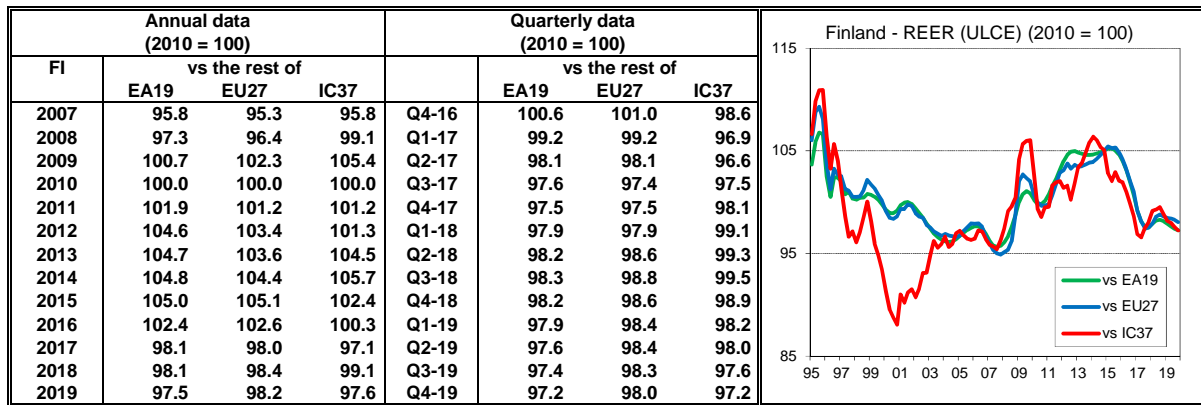 Annual data Quarterly data
(2010 = 100) (2010 = 100)
FI vs the rest of vs the rest of
EA19 EU27 IC37 EA19 EU27 IC37
2007 95.8 95.3 95.8 Q4-16 100.6 101.0 98.6
2008 97.3 96.4 99.1 Q1-17 99.2 99.2 96.9
2009 100.7 102.3 105.4 Q2-17 98.1 98.1 96.6
2010 100.0 100.0 100.0 Q3-17 97.6 97.4 97.5
2011 101.9 101.2 101.2 Q4-17 97.5 97.5 98.1
2012 104.6 103.4 101.3 Q1-18 97.9 97.9 99.1
2013 104.7 103.6 104.5 Q2-18 98.2 98.6 99.3
2014 104.8 104.4 105.7 Q3-18 98.3 98.8 99.5
2015 105.0 105.1 102.4 Q4-18 98.2 98.6 98.9
2016 102.4 102.6 100.3 Q1-19 97.9 98.4 98.2
2017 98.1 98.0 97.1 Q2-19 97.6 98.4 98.0
2018 98.1 98.4 99.1 Q3-19 97.4 98.3 97.6
2019 97.5 98.2 97.6 Q4-19 97.2 98.0 97.2
Finland - REER (ULCE) (2010 = 100)
115
105
95
85
95 97 99 01 03 05 07 09 11 13 15 17 19
vs EA19
vs EU27
vs IC37